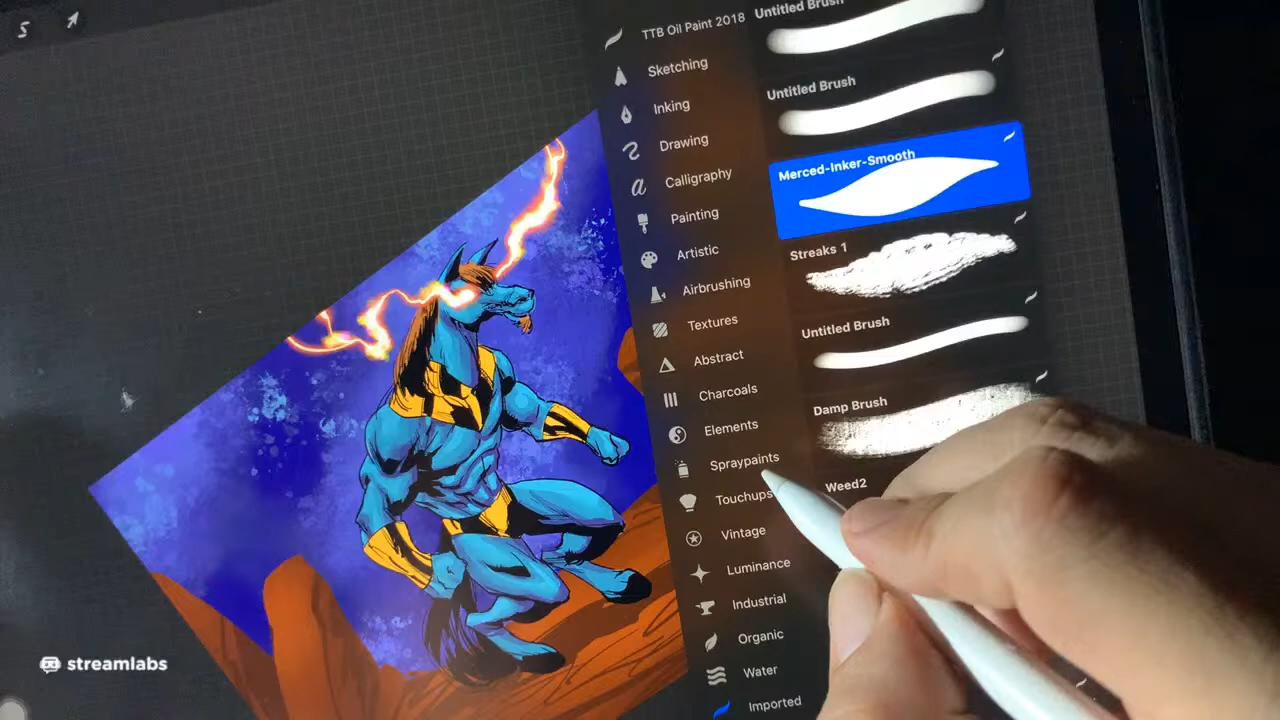 TTB Oil Paint 2018
Sketching
Inking
Drawing
Calligraphy
Painting
Artistic
Airbrushing
Textures
Abstract
Charcoals
Elements
Spraypaints
Touchups
Vintage
Luminance
Industrial
Organic
Water
Imported
Untitled Brush
Untitled Brush
Merced-Inker-Smooth
Streaks 1
Untitled Brush
Damp Brush
Weed2
streamlabs